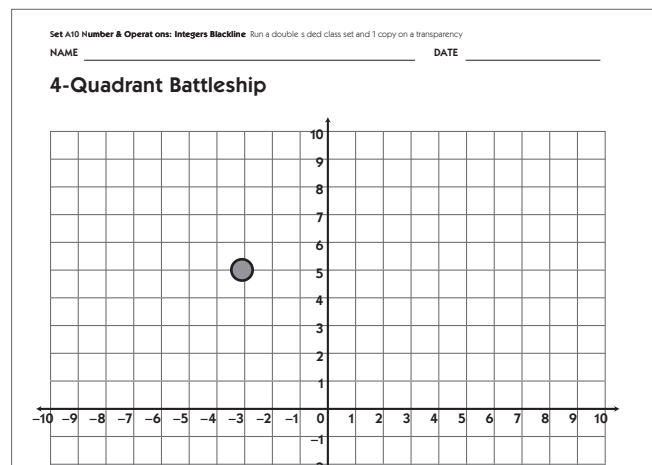 Set A10 Number & Operat ons: Integers Blackline Run a double s ded class set and 1 copy on a transparency
NAME DATE
4-Quadrant Battleship
10
9
8
7
6
5
4
3
2
1
–10 –9 –8 –7 –6 –5 –4 –3 –2 –1 0 1 2 3 4 5 6 7 8 9 10
–1